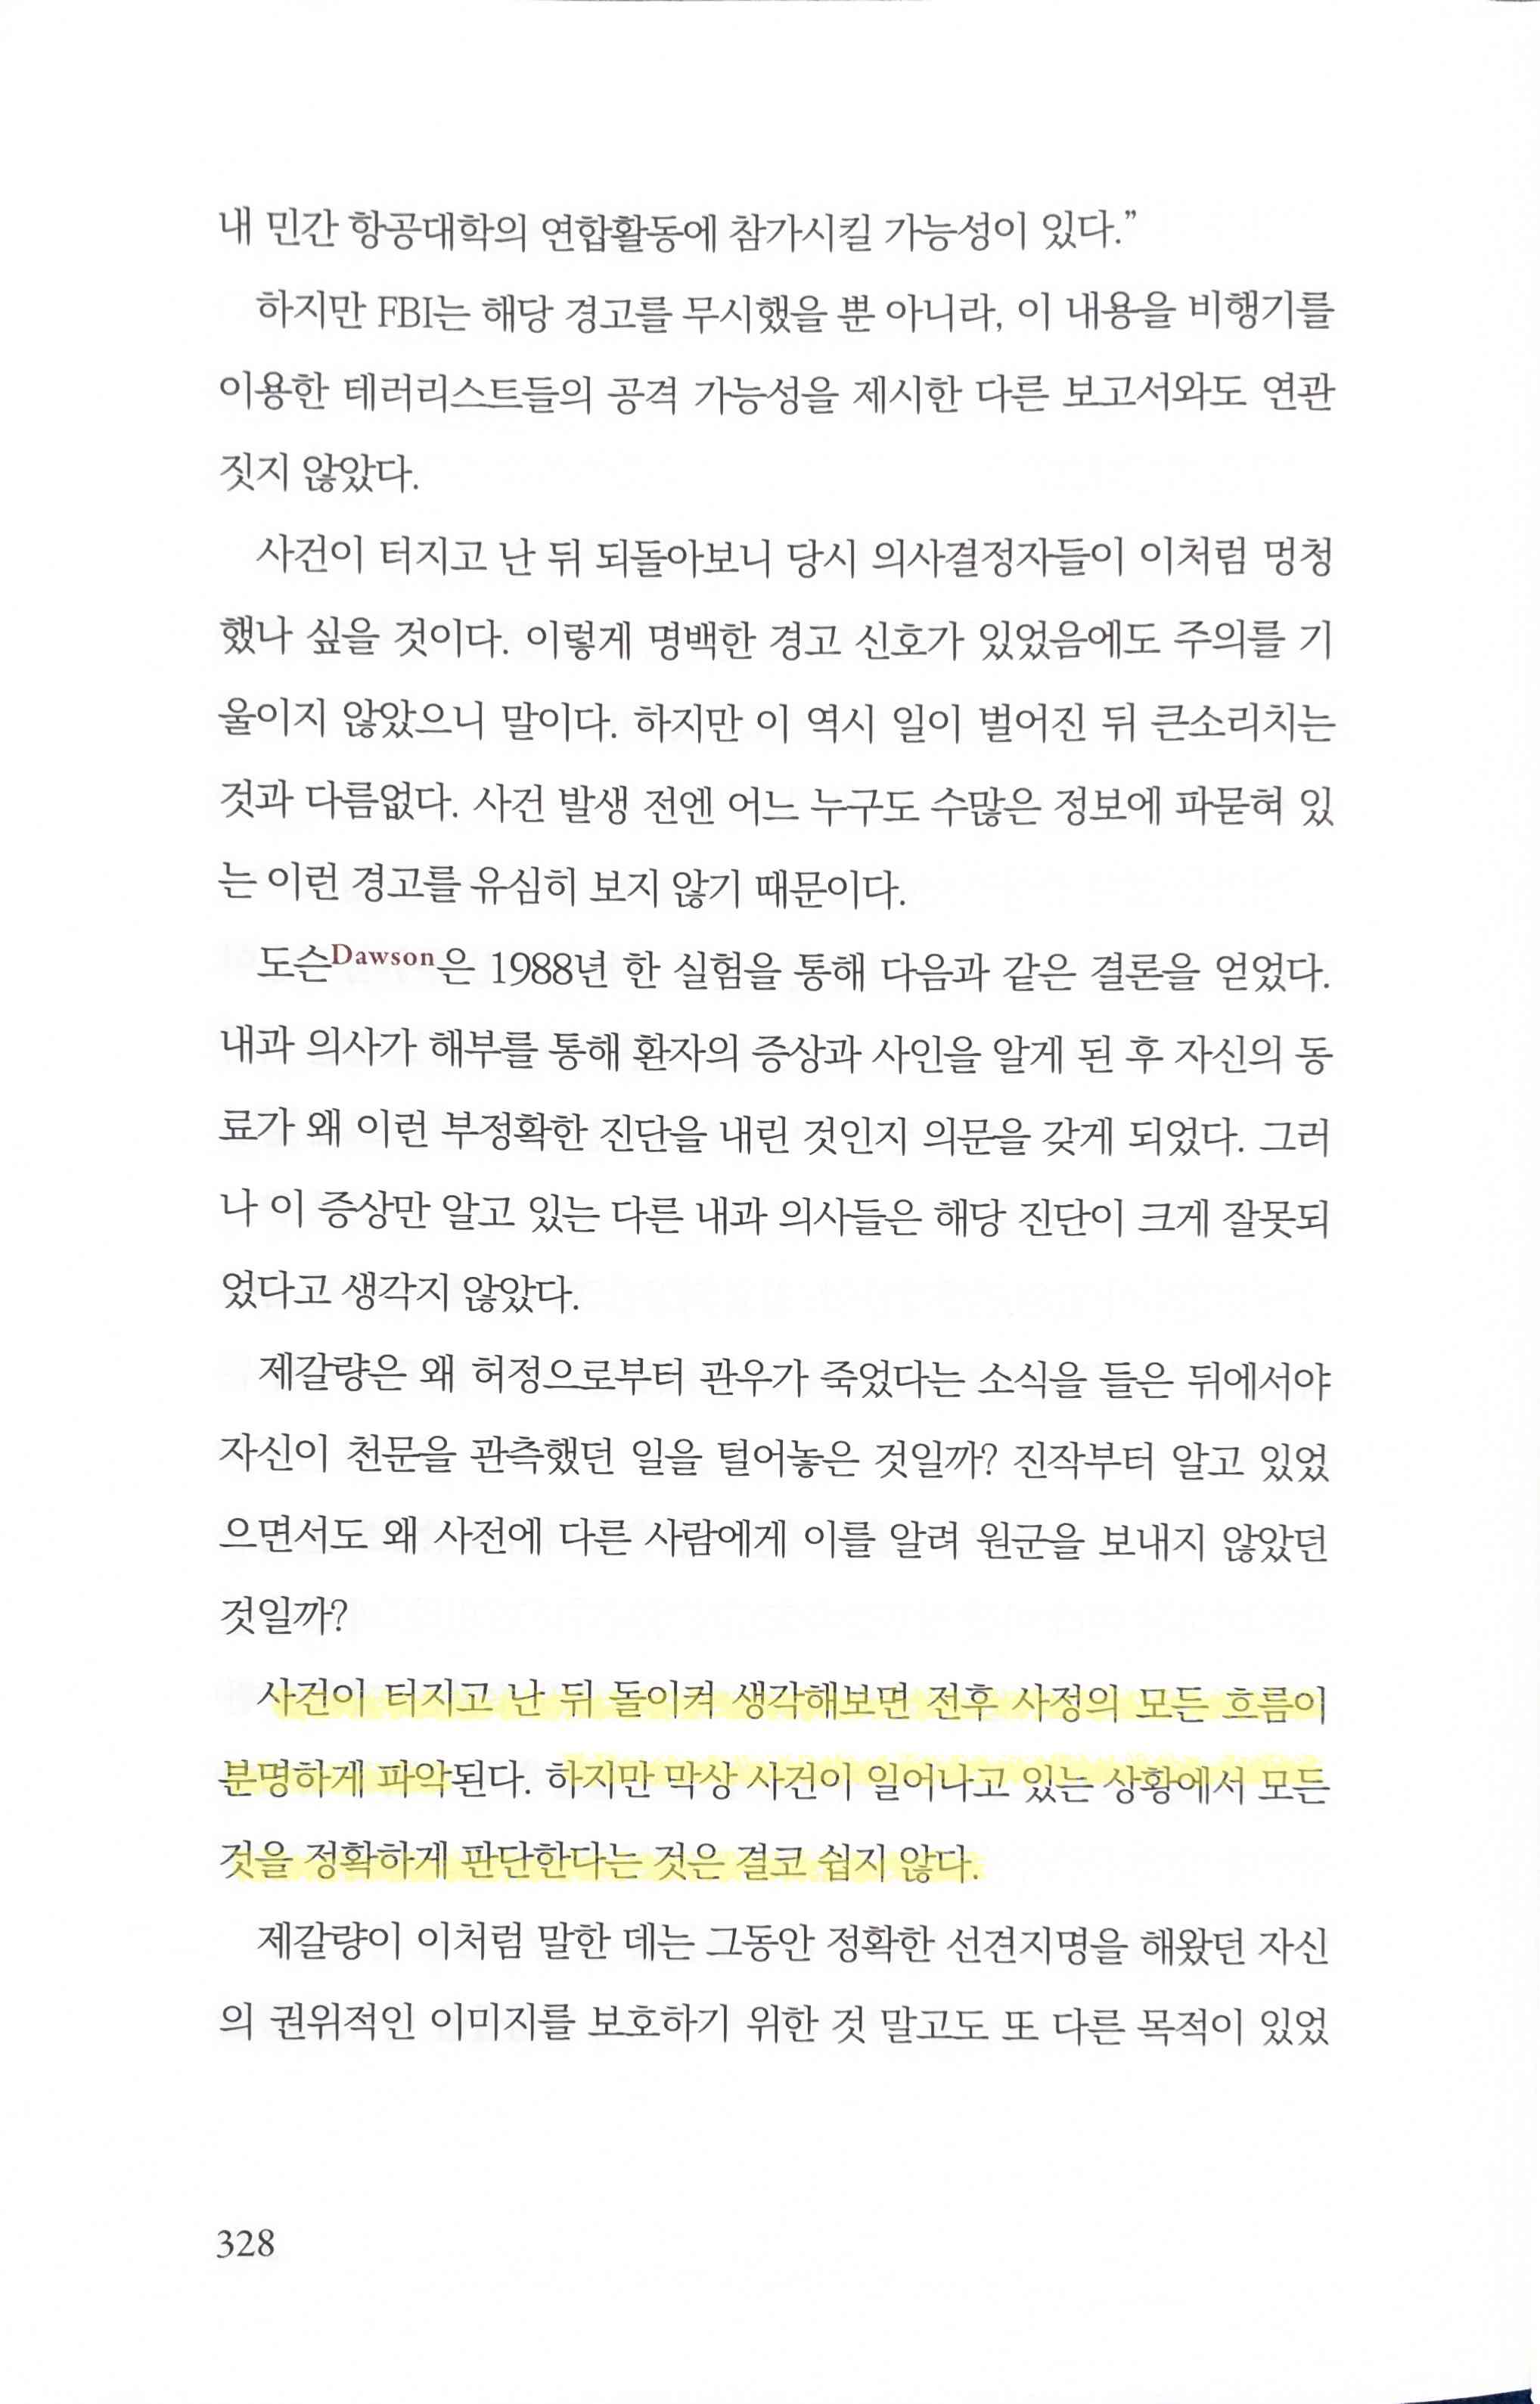 내 민간 항공대학의 연합활동에 참가시킬 가능성이 있다.”
하지만 FBI는 해당 경고를 무시했을 뿐 아니라, 이 내용을 비행기를
이용한 테러리스트들의 공격 가능성을 제시한 다른 보고서와도 연관
짓지 않았다.
사건이 터지고 난 뒤 되돌아보니 당시 의사결정자들이 이처럼 멍청
했나 싶을 것이다. 이렇게 명백한 경고 신호가 있었음에도 주의를 기
울이지 않았으니 말이다. 하지만 이 역시 일이 벌어진 뒤 큰소리치는
것과 다름없다. 사건 발생 전엔 어느 누구도 수많은 정보에 파묻혀 있
는 이런 경고를 유심히 보지 않기 때문이다.
도슨Dawson은 1988년 한 실험을 통해 다음과 같은 결론을 얻었다.
내과 의사가 해부를 통해 환자의 증상과 사인을 알게 된 후 자신의 동
료가 왜 이런 부정확한 진단을 내린 것인지 의문을 갖게 되었다. 그러
나 이 증상만 알고 있는 다른 내과 의사들은 해당 진단이 크게 잘못되
었다고 생각지 않았다.
제갈량은 왜 허정으로부터 관우가 죽었다는 소식을 들은 뒤에서야
자신이 천문을 관측했던 일을 털어놓은 것일까? 진작부터 알고 있었
으면서도 왜 사전에 다른 사람에게 이를 알려 원군을 보내지 않았던
것일까?
사건이 터지고 난 뒤 돌이켜 생각해보면 전후 사정의 모든 흐름이
분명하게 파악된다. 하지만 막상 사건이 일어나고 있는 상황에서 모든
것을 정확하게 판단한다는 것은 결코 쉽지 않다.
제갈량이 이처럼 말한 데는 그동안 정확한 선견지명을 해왔던 자신
의 권위적인 이미지를 보호하기 위한 것 말고도 또 다른 목적이 있었
328